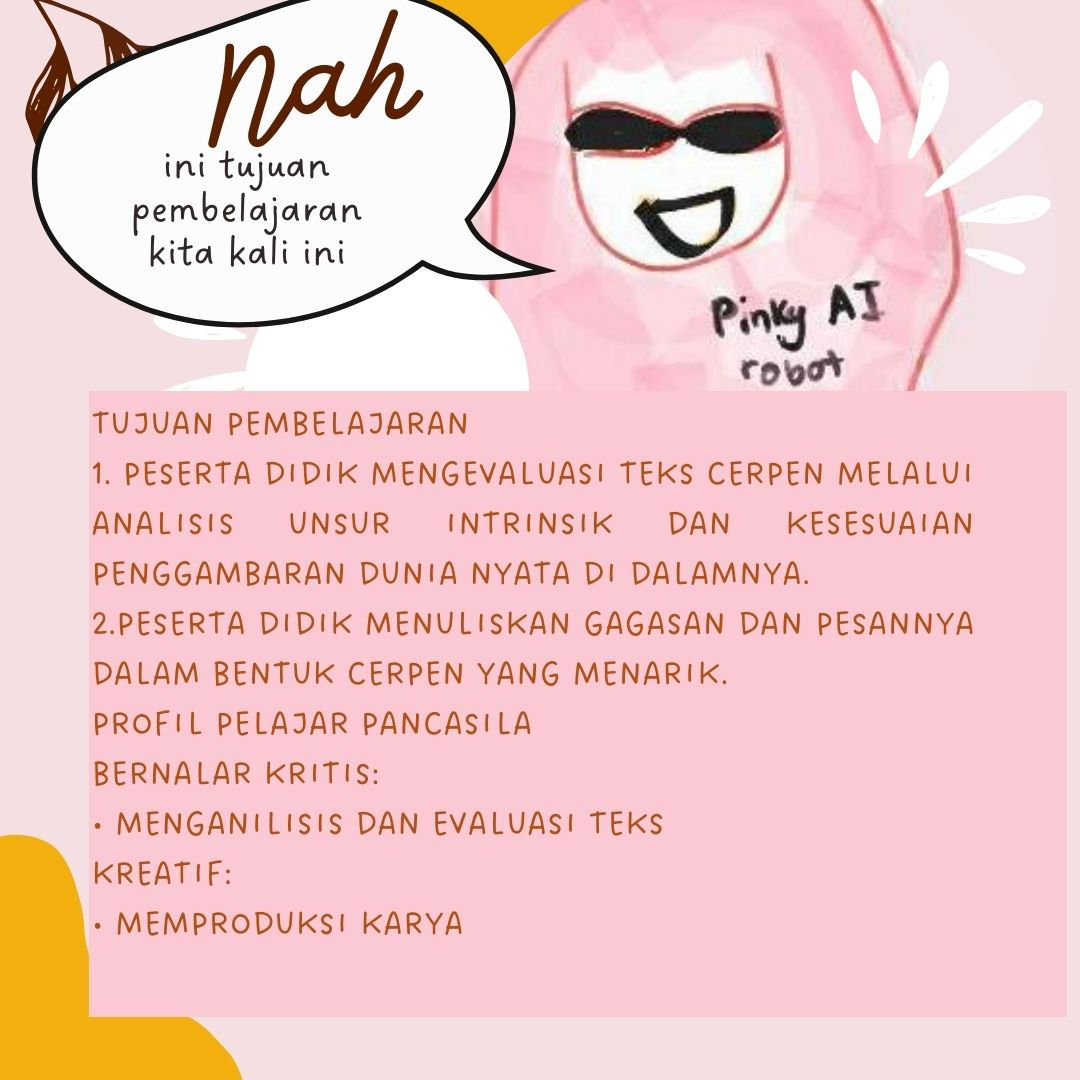 Nah
ini tujuan
pembelajaran
kita kali ini
Pinky AI
robot
TUJUAN PEMBELAJARAN
1. PESERTA DIDIK MENGEVALUASI TEKS CERPEN MELALUI
ANALISIS UNSUR INTRINSIK DAN KESESUAIAN
PENGGAMBARAN DUNIA NYATA DI DALAMNYA.
2.PESERTA DIDIK MENULISKAN GAGASAN DAN PESANNYA
DALAM BENTUK CERPEN YANG MENARIK.
PROFIL PELAJAR PANCASILA
BERNALAR KRITIS:
• MENGANILISIS DAN EVALUASI TEKS
KREATIF:
• MEMPRODUKSI KARYA